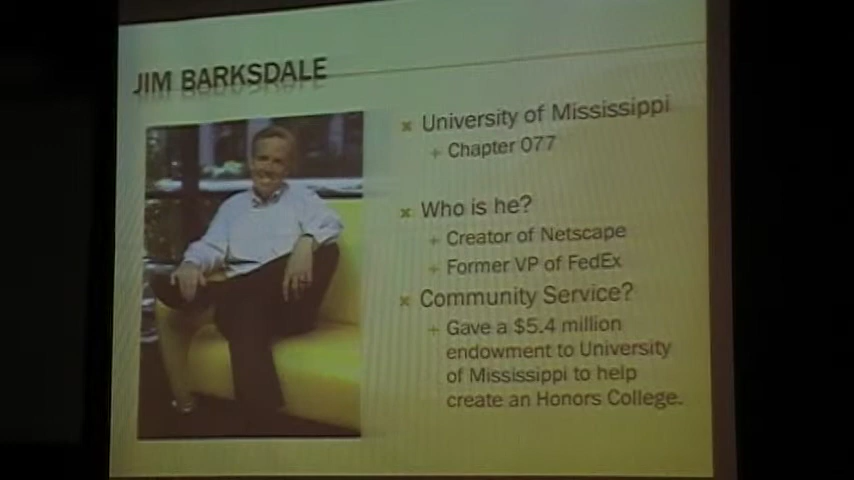 JIM BARKSDALE
University of Mississippi
Chapter 077
Who is he?
Creator of Netscape
Former VP of FedEx
Community Service?
Gave a $5.4 million
endowment to University
of Mississippi to help
create an Honors College.